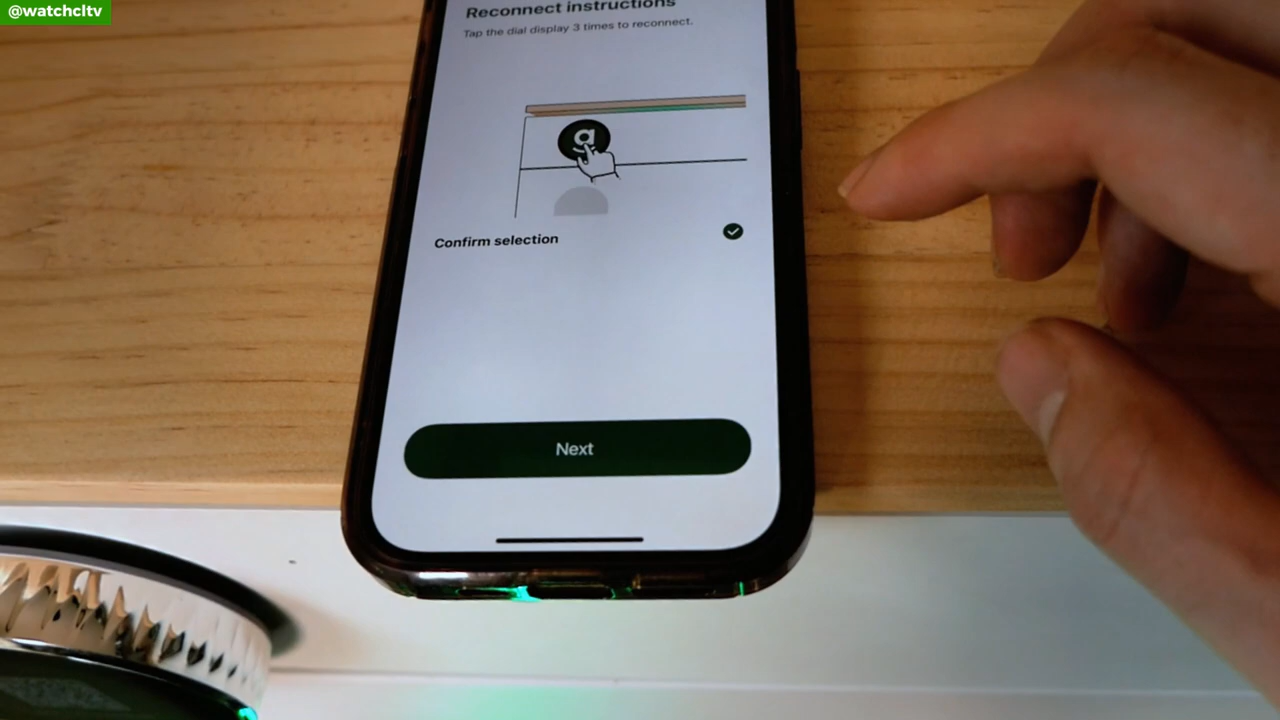 @watchcltv
Reconnect instructions
Tap the dial display 3 times to reconnect.
a
Confirm selection
Next